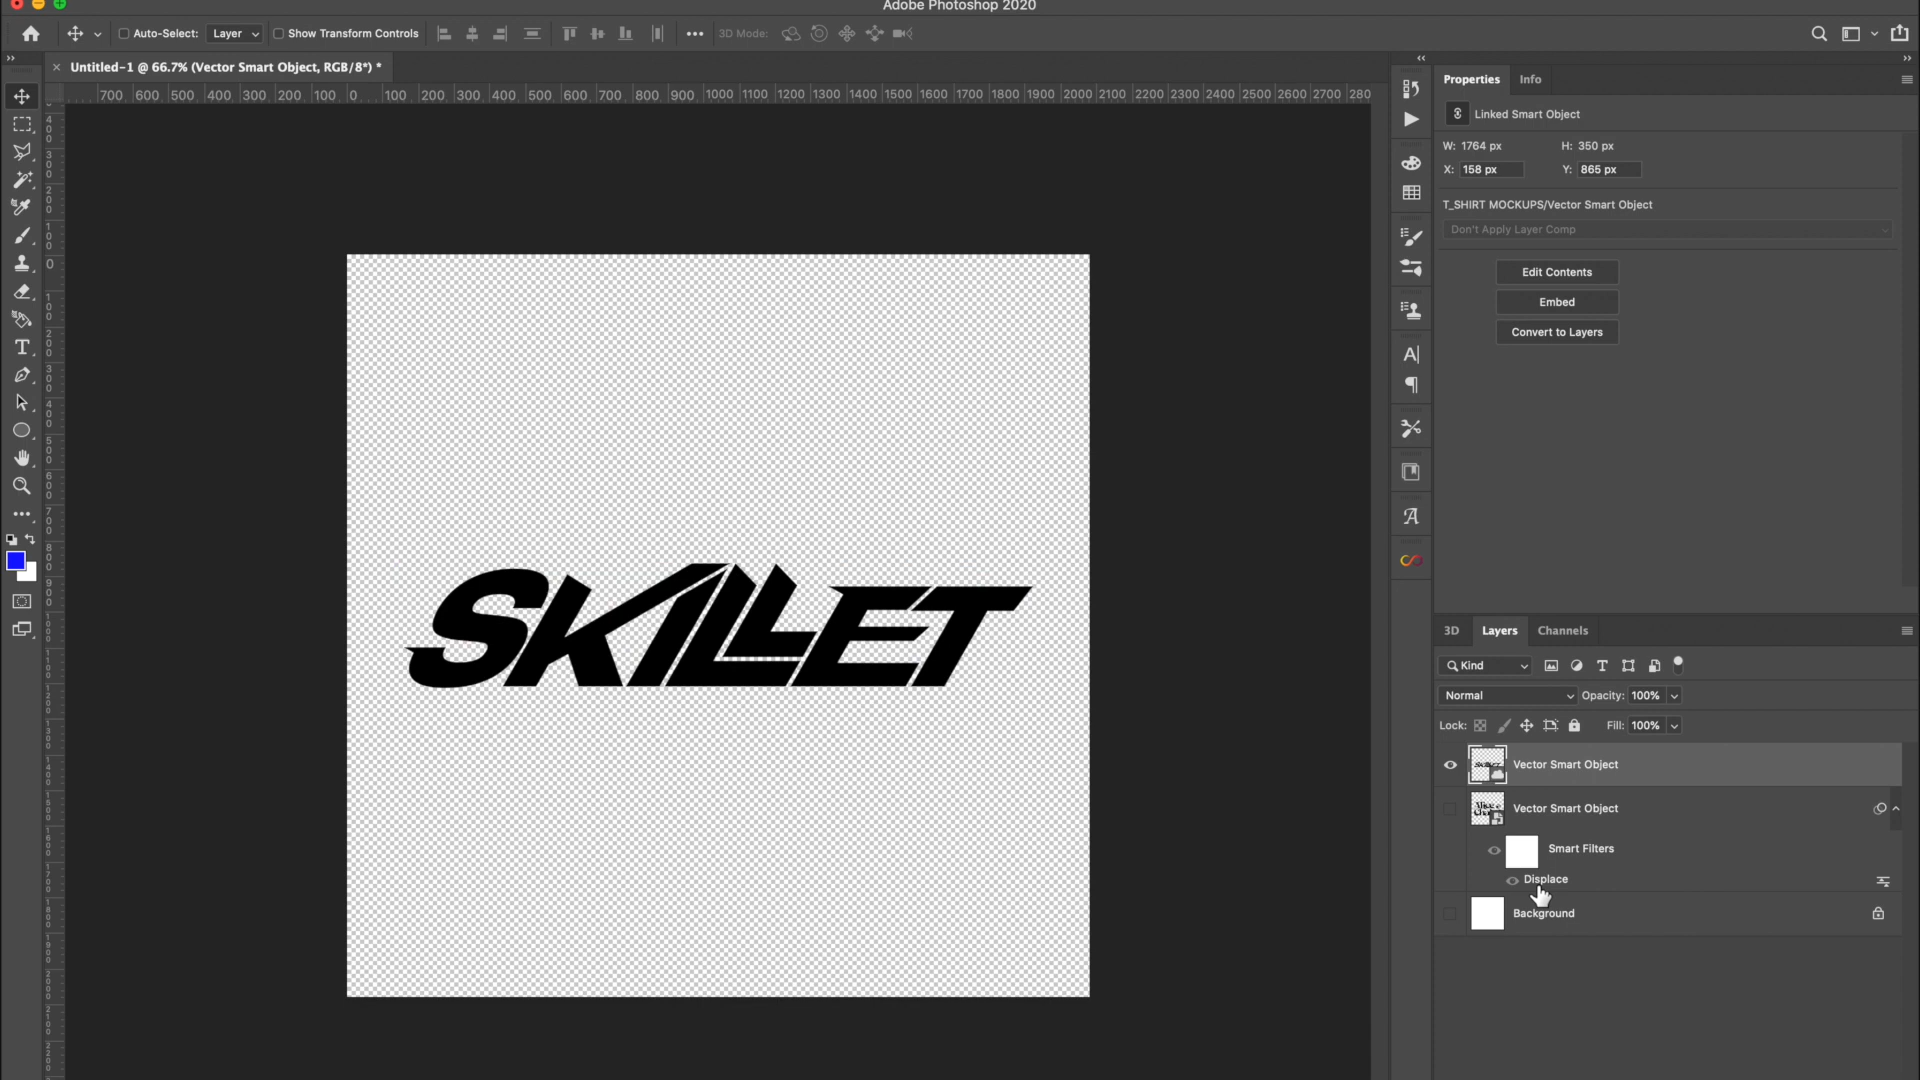 Adobe Photoshop 2020
Auto-Select: Layer Show Transform Controls 3D Mode:
Untitled-1 @ 66.7% (Vector Smart Object, RGB/8*) *
700 600 500 400 300 200 100 0 100 200 300 400 500 600 700 800 900 1000 1100 1200 1300 1400 1500 1600 1700 1800 1900 2000 2100 2200 2300 2400 2500 2600 2700 280
SKILLET
Properties Info
Linked Smart Object
W: 1764 px H: 350 px
X: 158 px Y: 865 px
T_SHIRT MOCKUPS/Vector Smart Object
Don't Apply Layer Comp
Edit Contents
Embed
Convert to Layers
3D Layers Channels
Kind
Normal Opacity: 100%
Lock: Fill: 100%
Vector Smart Object
Vector Smart Object
Smart Filters
Displace
Background